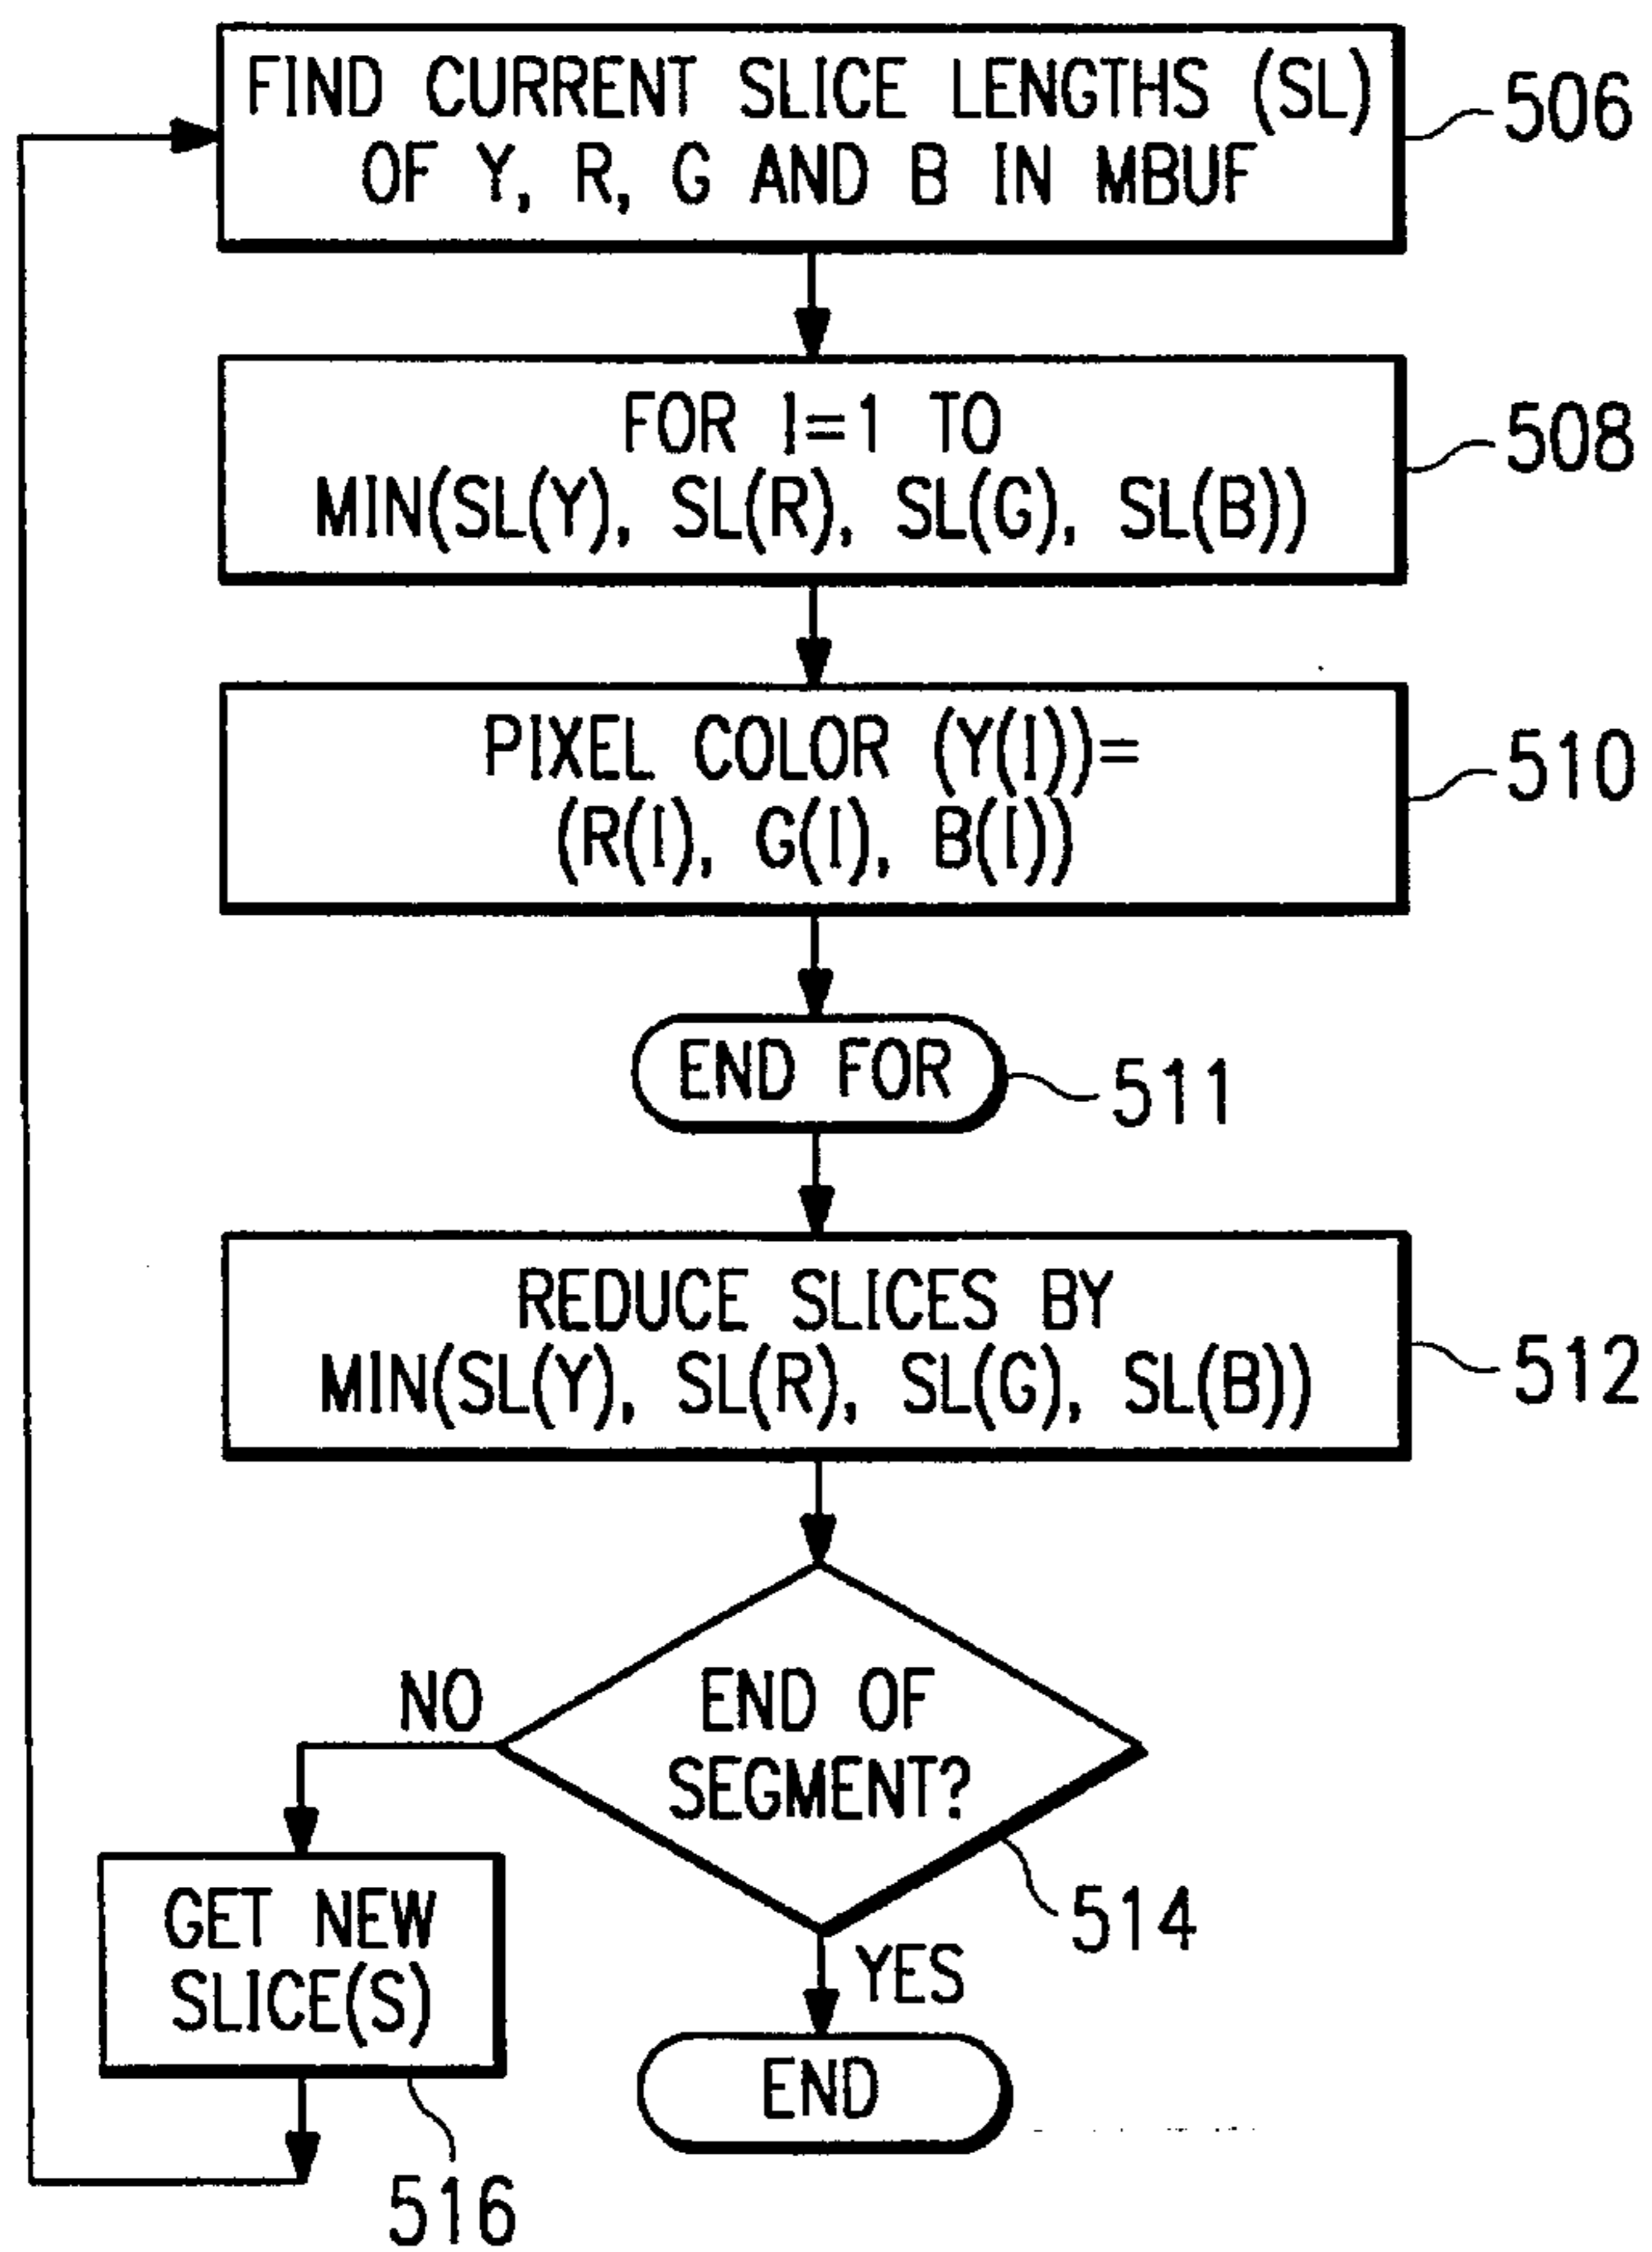 FIND CURRENT SLICE LENGTHS (SL)
OF Y, R, G AND B IN MBUF
506
FOR I=1 TO
MIN(SL(Y), SL(R), SL(G), SL(B))
508
PIXEL COLOR (Y(I))=
(R(I), G(I), B(I))
510
END FOR
511
REDUCE SLICES BY
MIN(SL(Y), SL(R), SL(G), SL(B))
512
NO
END OF
SEGMENT?
514
GET NEW
SLICE(S)
516
YES
END